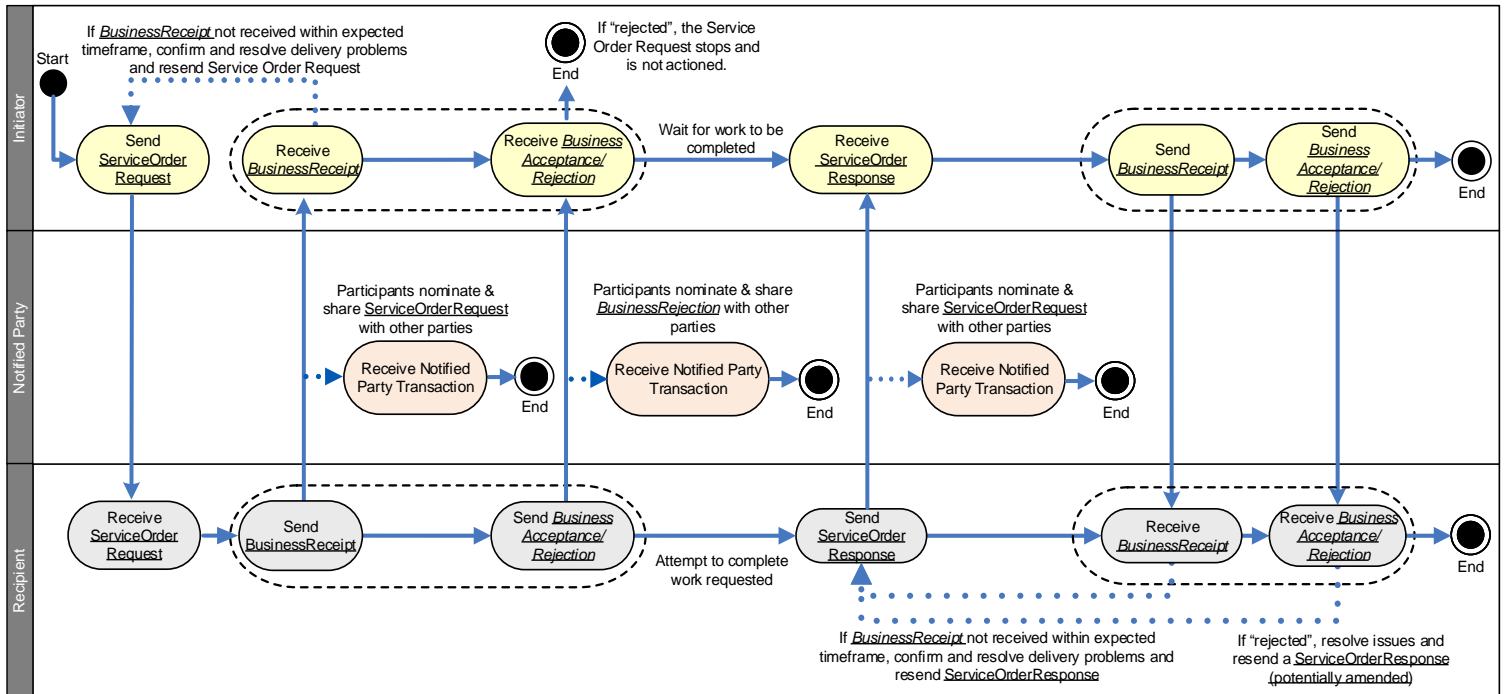 Initiator
Start
If BusinessReceipt not received within expected
timeframe, confirm and resolve delivery problems
and resend Service Order Request
End
If “rejected”, the Service
Order Request stops and
is not actioned.
Send
ServiceOrder
Request
Receive
BusinessReceipt
Receive Business
Acceptance/
Rejection
Wait for work to be
completed
Receive
ServiceOrder
Response
Send
BusinessReceipt
Send
Business
Acceptance/
Rejection
End
Notified Party
Participants nominate &
share ServiceOrderRequest
with other parties
Receive Notified
Party Transaction
End
Participants nominate & share
BusinessRejection with other
parties
Receive Notified Party
Transaction
End
Participants nominate &
share ServiceOrderRequest
with other parties
Receive Notified
Party Transaction
End
Recipient
Receive
ServiceOrder
Request
Send
BusinessReceipt
Send Business
Acceptance/
Rejection
Attempt to complete
work requested
Send
ServiceOrder
Response
Receive
BusinessReceipt
Receive Business
Acceptance/
Rejection
End
If BusinessReceipt not received within expected
timeframe, confirm and resolve delivery problems and
resend ServiceOrderResponse
If “rejected”, resolve issues and
resend a ServiceOrderResponse
(potentially amended)